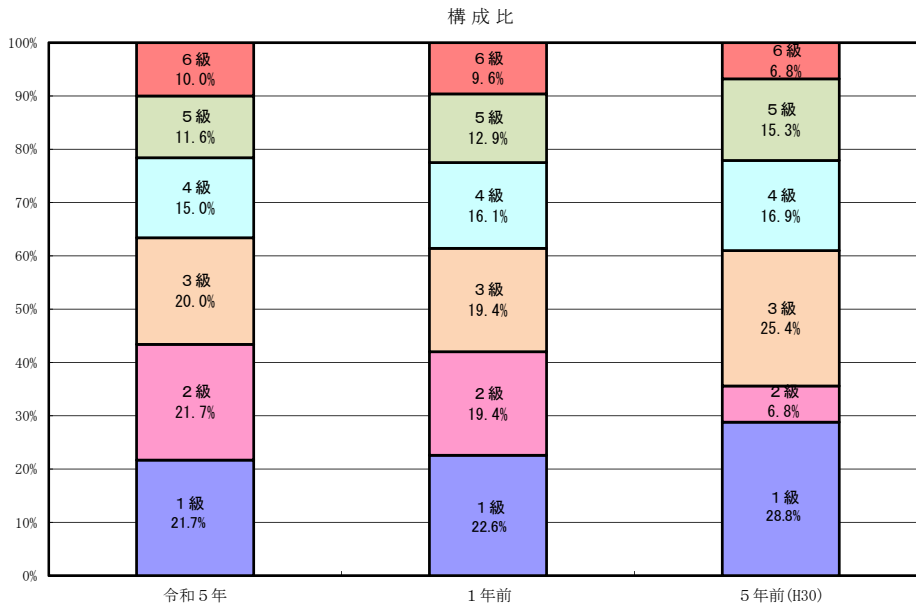 構成比
100%
90%
80%
70%
60%
50%
40%
30%
20%
10%
0%
６級
10.0%
５級
11.6%
４級
15.0%
３級
20.0%
２級
21.7%
１級
21.7%
６級
9.6%
５級
12.9%
４級
16.1%
３級
19.4%
２級
19.4%
１級
22.6%
６級
6.8%
５級
15.3%
４級
16.9%
３級
25.4%
２級
6.8%
１級
28.8%
令和５年
１年前
５年前(H30)